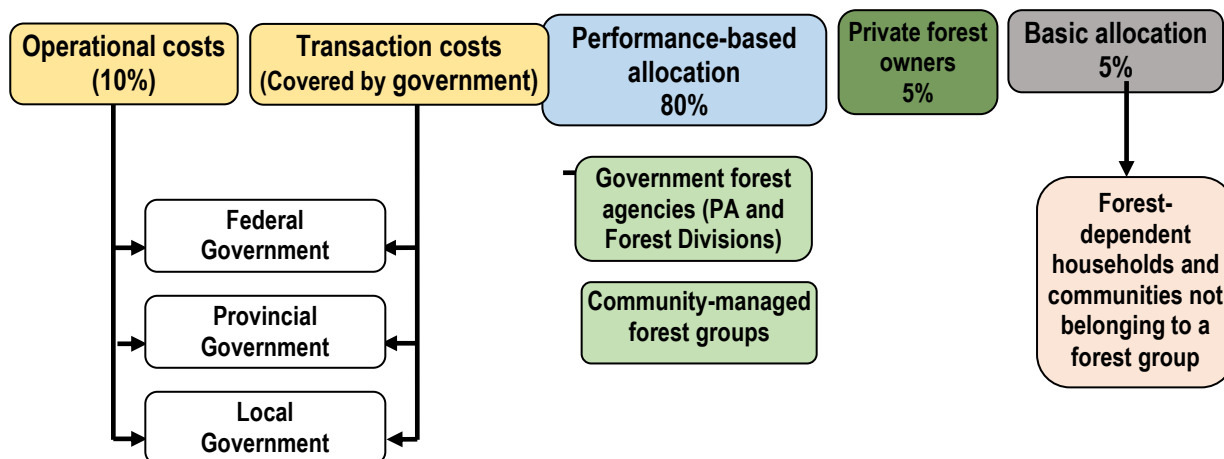 Operational costs
(10%)
Transaction costs
(Covered by government)
Performance-based
allocation
80%
Private forest
owners
5%
Basic allocation
5%
Federal
Government
Provincial
Government
Local
Government
Government forest
agencies (PA and
Forest Divisions)
Community-managed
forest groups
Forest-
dependent
households and
communities not
belonging to a
forest group